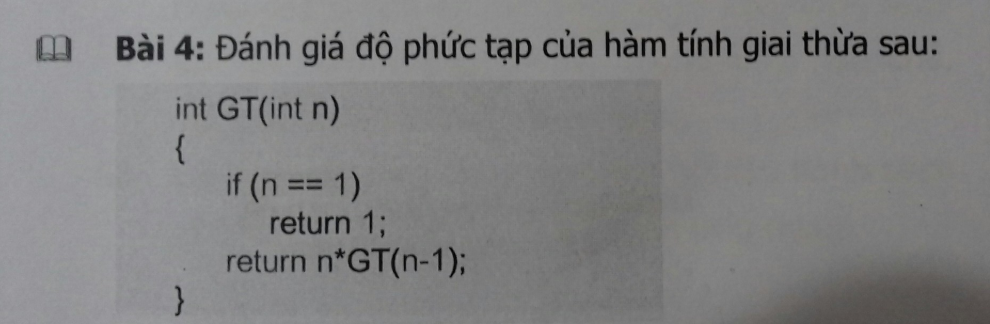 Bài 4: Đánh giá độ phức tạp của hàm tính giai thừa sau:
int GT(int n)
{
if (n == 1)
return 1;
return n*GT(n-1);
}